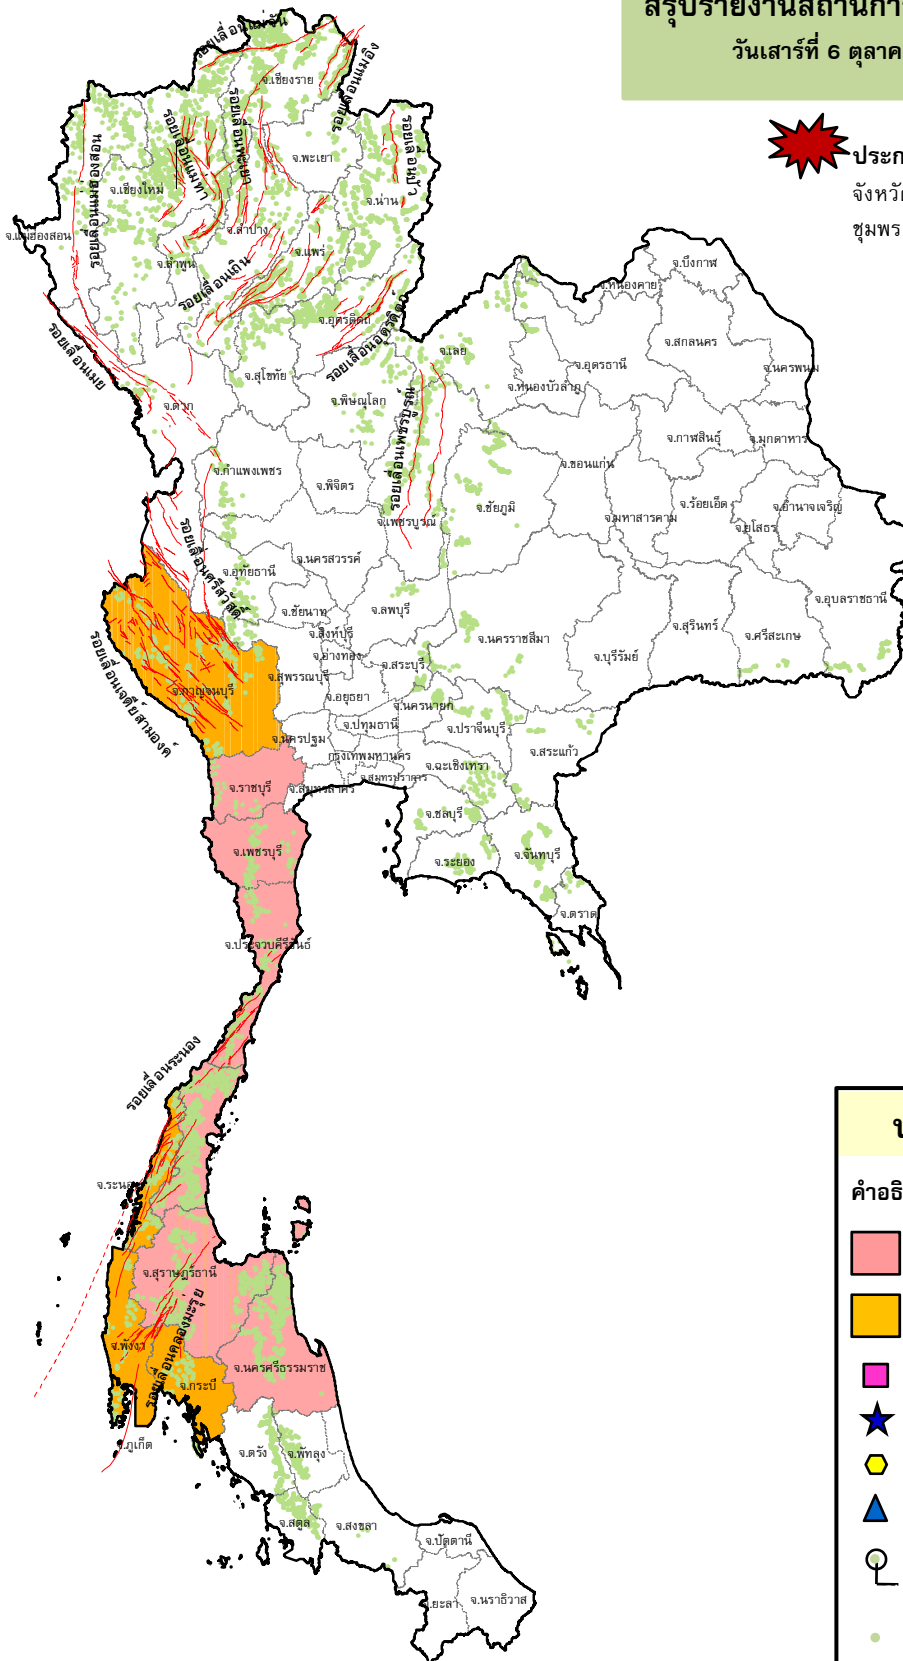 สรุปรายงานสถานกา
วันเสาร์ที่ 6 ตุลาค
ประก
จังหวัด
ชุมพร
รอยเลื่อนแม่จัน
รอยเลื่อนแม่อิง
จ.เชียงราย
รอยเลื่อนแม่ฮ่องสอน
รอยเลื่อนแม่ทา
รอยเลื่อนพะเยา
รอยเลื่อนปัว
จ.พะเยา
จ.เชียงใหม่
จ.น่าน
จ.แม่ฮ่องสอน
จ.ลำปาง
จ.แพร่
จ.ลำพูน
รอยเลื่อนเถิน
จ.อุตรดิตถ์
รอยเลื่อนอุตรดิตถ์
รอยเลื่อนเมย
จ.บึงกาฬ
จ.หนองคาย
จ.สกลนคร
จ.เลย
จ.อุดรธานี
จ.นครพนม
จ.หนองบัวลำภู
จ.สุโขทัย
จ.ตาก
จ.พิษณุโลก
รอยเลื่อนเพชรบูรณ์
จ.กาฬสินธุ์
จ.มุกดาหาร
จ.กำแพงเพชร
จ.ขอนแก่น
จ.พิจิตร
จ.ชัยภูมิ
จ.ร้อยเอ็ด
จ.อำนาจเจริญ
จ.เพชรบูรณ์
จ.มหาสารคาม
จ.ยโสธร
รอยเลื่อนศรีสวัสดิ์
จ.นครสวรรค์
จ.อุทัยธานี
จ.ชัยนาท
จ.ลพบุรี
จ.อุบลราชธานี
จ.สุรินทร์
จ.ศรีสะเกษ
จ.สิงห์บุรี
จ.นครราชสีมา
จ.บุรีรัมย์
จ.อ่างทอง
จ.สระบุรี
จ.สุพรรณบุรี
จ.กาญจนบุรี
รอยเลื่อนเจดีย์สามองค์
จ.อยุธยา
จ.นครนายก
จ.ปทุมธานี
จ.ปราจีนบุรี
จ.นครปฐม
กรุงเทพมหานคร
จ.สระแก้ว
จ.ฉะเชิงเทรา
จ.สมุทรปราการ
จ.ราชบุรี
จ.สมุทรสาคร
จ.ชลบุรี
จ.เพชรบุรี
จ.ระยอง
จ.จันทบุรี
จ.ตราด
จ.ประจวบคีรีขันธ์
รอยเลื่อนระนอง
จ.ระนอง
จ.สุราษฎร์ธานี
จ.พังงา
รอยเลื่อนคลองมะรุ่ย
จ.นครศรีธรรมราช
จ.กระบี่
จ.ภูเก็ต
จ.ตรัง
จ.พัทลุง
จ.สตูล
จ.สงขลา
จ.ปัตตานี
จ.ยะลา
จ.นราธิวาส
คำอธิ